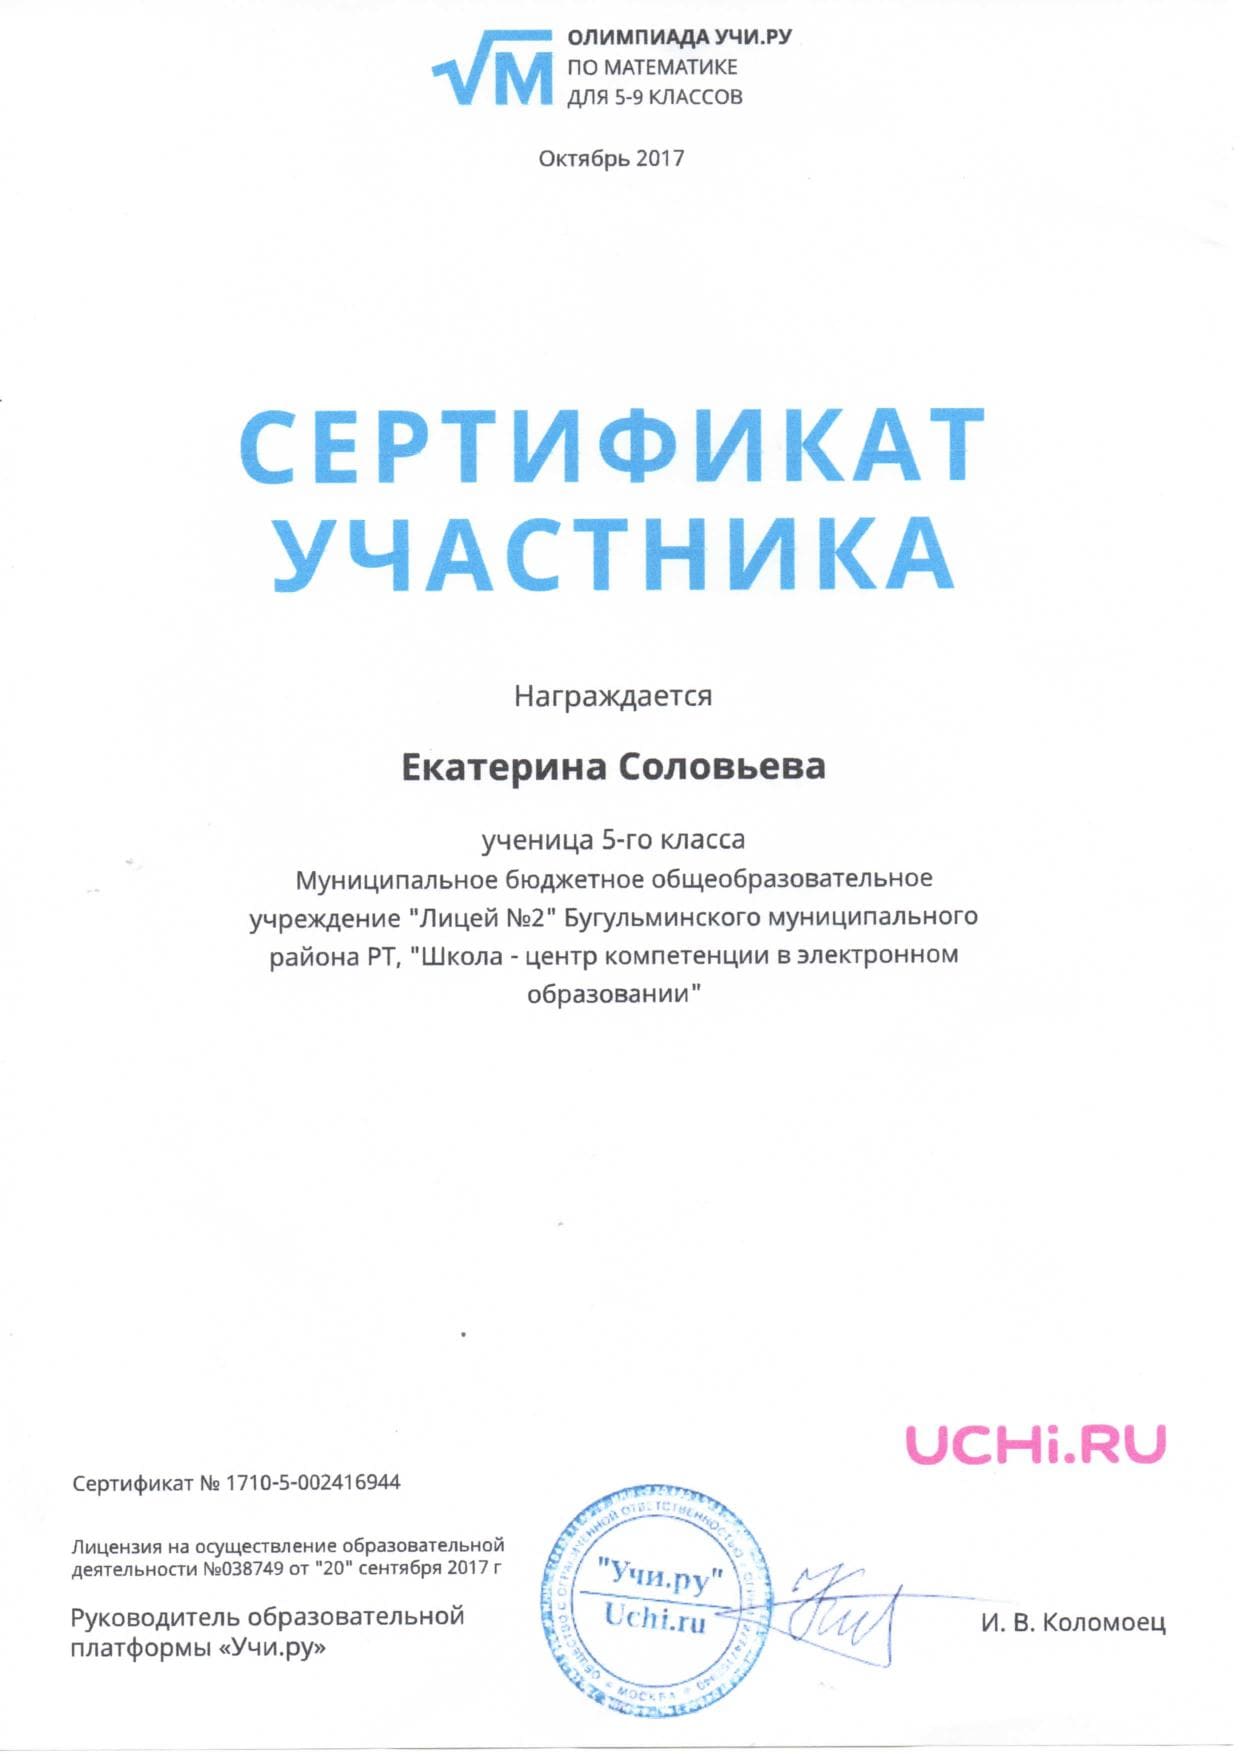 √М
ОЛИМПИАДА УЧИ.РУ
ПО МАТЕМАТИКЕ
ДЛЯ 5-9 КЛАССОВ
Октябрь 2017
СЕРТИФИКАТ
УЧАСТНИКА
Награждается
Екатерина Соловьева
ученица 5-го класса
Муниципальное бюджетное общеобразовательное
учреждение "Лицей №2" Бугульминского муниципального
района РТ, "Школа - центр компетенции в электронном
образовании"
UCHi.RU
Сертификат № 1710-5-002416944
Лицензия на осуществление образовательной
деятельности №038749 от "20" сентября 2017 г
Руководитель образовательной
платформы «Учи.ру»
ОБЩЕСТВО С ОГРАНИЧЕННОЙ ОТВЕТСТВЕННОСТЬЮ
МОСКВА
"Учи.ру"
Uchi.ru
И. В. Коломоец